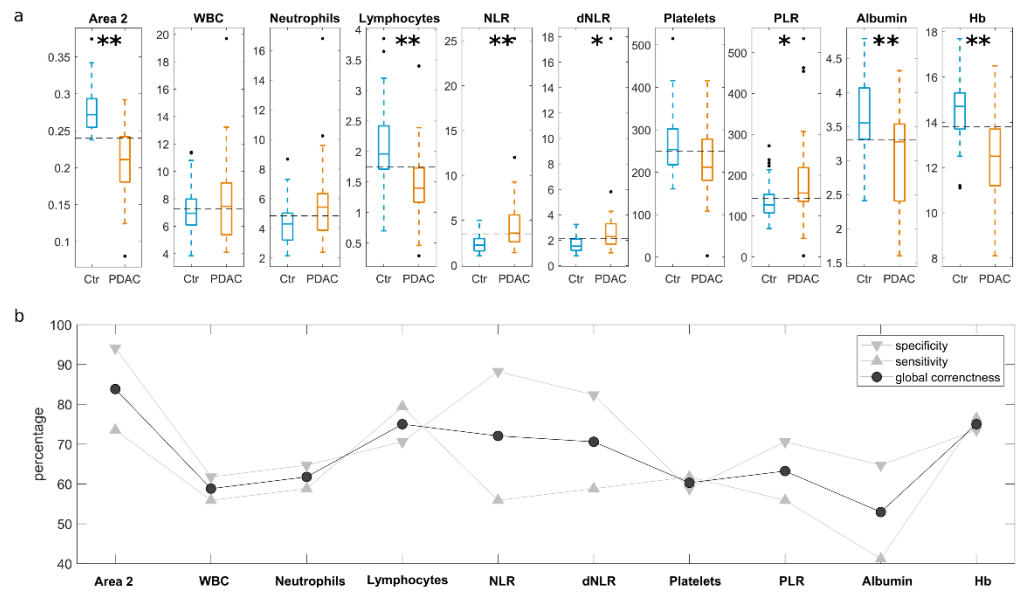 a
Area 2 WBC Neutrophils Lymphocytes NLR dNLR Platelets PLR Albumin Hb
** ** ** * * ** **
0.35 0.3 0.25 0.2 0.15 0.1
20 18 16 14 12 10 8 6 4
16 14 12 10 8 6 4 2
4 3.5 3 2.5 2 1.5 1 0.5
25 20 15 10 5 0
18 16 14 12 10 8 6 4 2 0
500 400 300 200 100 0
500 400 300 200 100 0
4.5 4 3.5 3 2.5 2 1.5
18 16 14 12 10 8
Ctr PDAC Ctr PDAC Ctr PDAC Ctr PDAC Ctr PDAC Ctr PDAC Ctr PDAC Ctr PDAC Ctr PDAC Ctr PDAC
b
percentage
100
90
80
70
60
50
40
specificity
sensitivity
global correnctness
Area 2 WBC Neutrophils Lymphocytes NLR dNLR Platelets PLR Albumin Hb